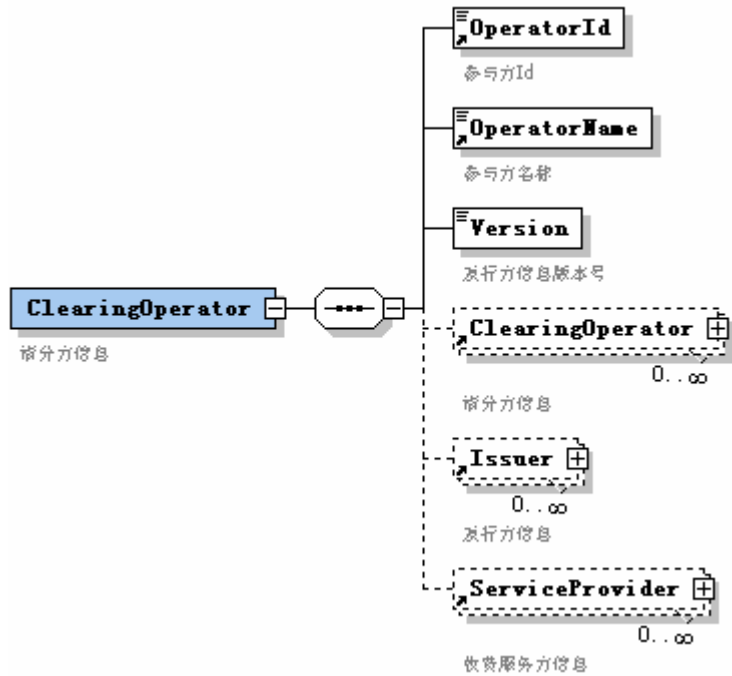 OperatorId
参与方Id
OperatorName
参与方名称
Version
发行方信息版本号
ClearingOperator
清分方信息
ClearingOperator
0..∞
清分方信息
Issuer
0..∞
发行方信息
ServiceProvider
0..∞
收费服务方信息